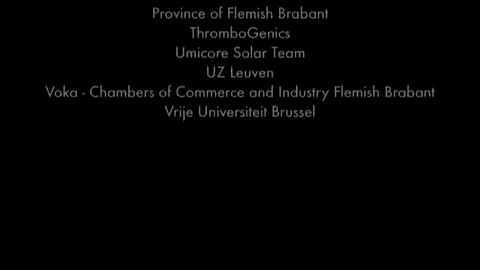 Province of Flemish Brabant
ThromboGenics
Umicore Solar Team
UZ Leuven
Voka - Chambers of Commerce and Industry Flemish Brabant
Vrije Universiteit Brussel